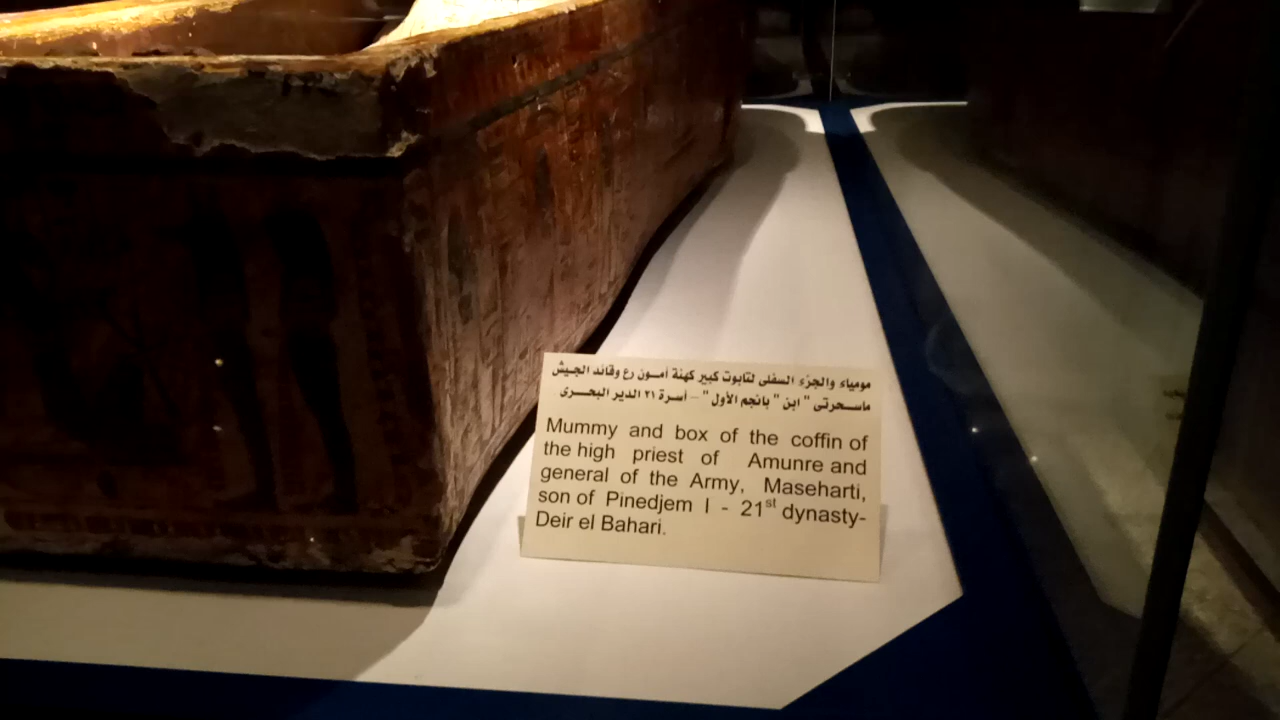 مومياء والجزء السفلى لتابوت كبير كهنة أمون رع وقائد الجيش
ماسحرتى " ابن " بانجم الأول " – أسرة ٢١ الدير البحرى
Mummy and box of the coffin of
the high priest of Amunre and
general of the Army, Maseharti,
son of Pinedjem I - 21st dynasty-
Deir el Bahari.